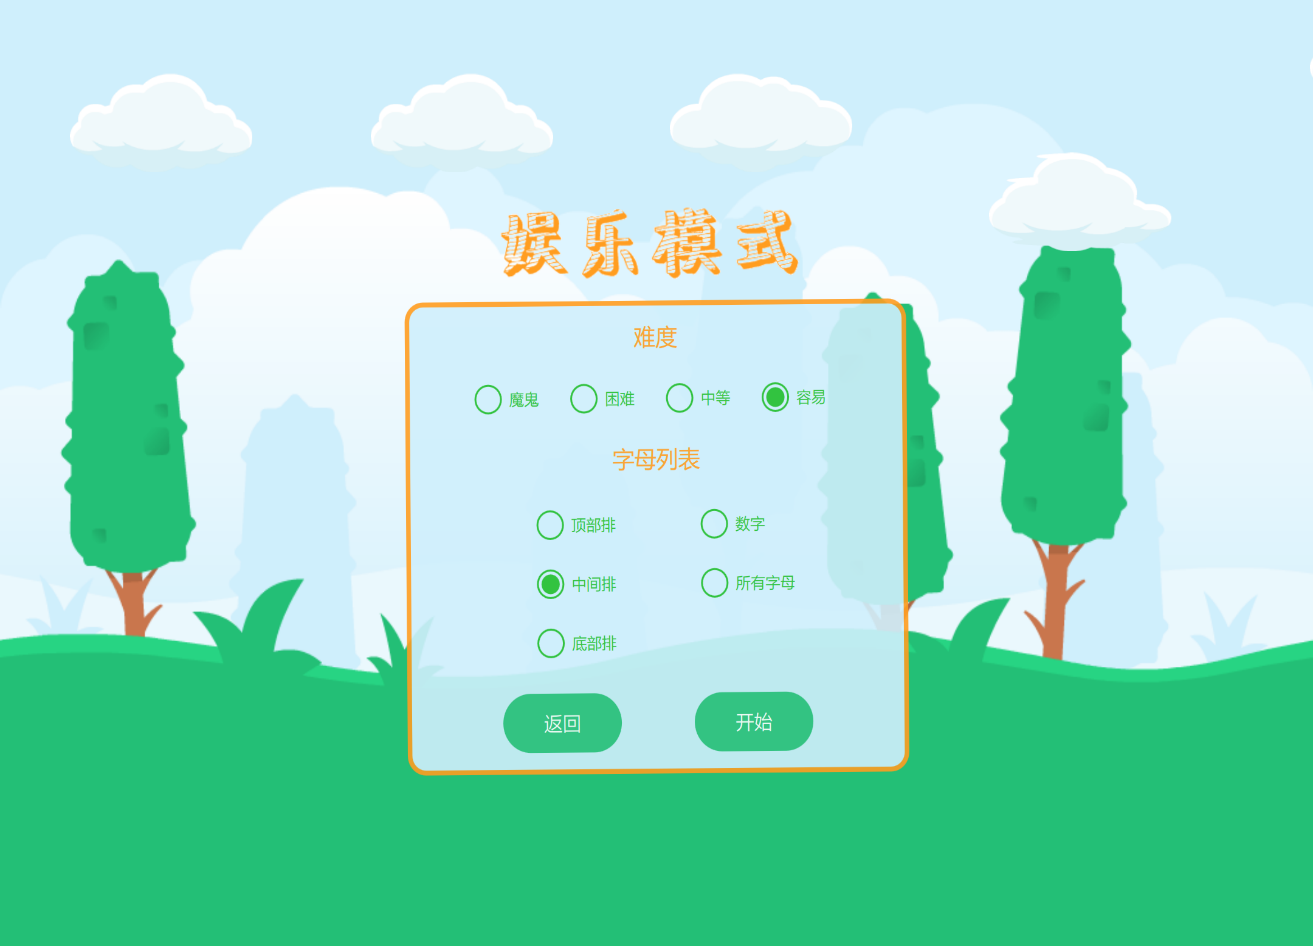 娱乐模式
难度
魔鬼 困难 中等 容易
字母列表
顶部排 数字
中间排 所有字母
底部排
返回 开始